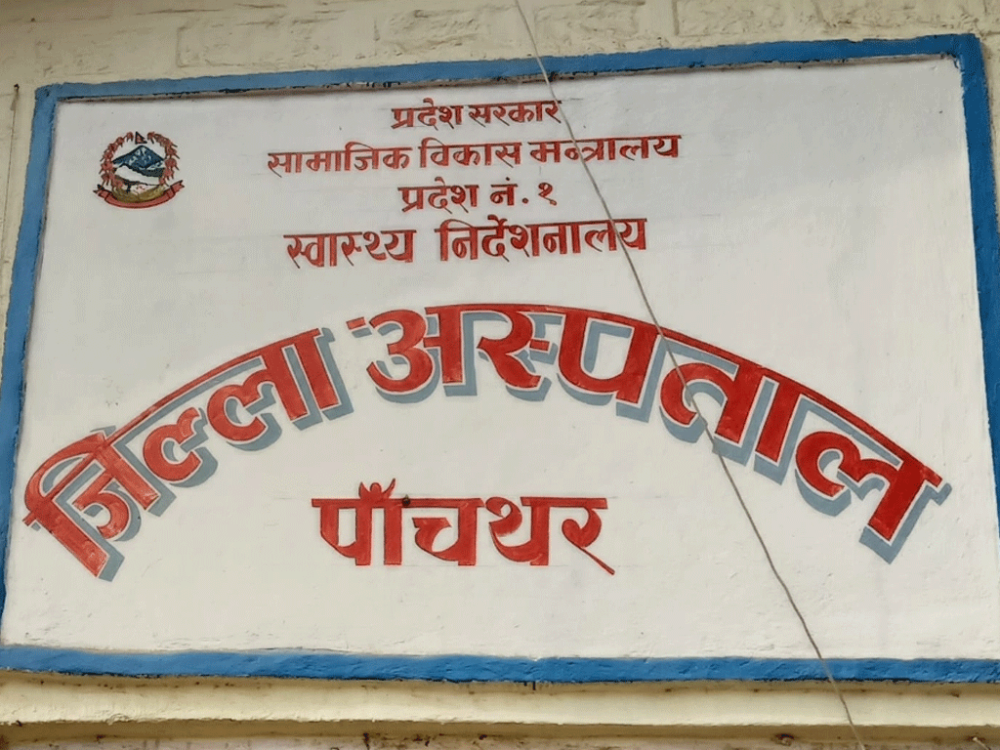 प्रदेश सरकार
सामाजिक विकास मन्त्रालय
प्रदेश नं. १
स्वास्थ्य निर्देशनालय
जिल्ला अस्पताल
पाँचथर